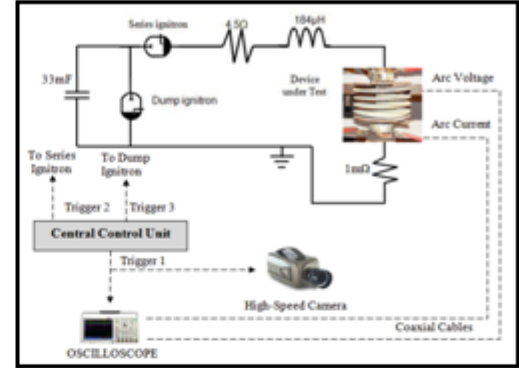 Series ignitron
4.5Ω
184μH
33mF
Dump ignitron
Device
under Test
Arc Voltage
Arc Current
1mΩ
To Series
Ignitron
To Dump
Ignitron
Trigger 2
Trigger 3
Central Control Unit
Trigger 1
High-Speed Camera
Coaxial Cables
OSCILLOSCOPE